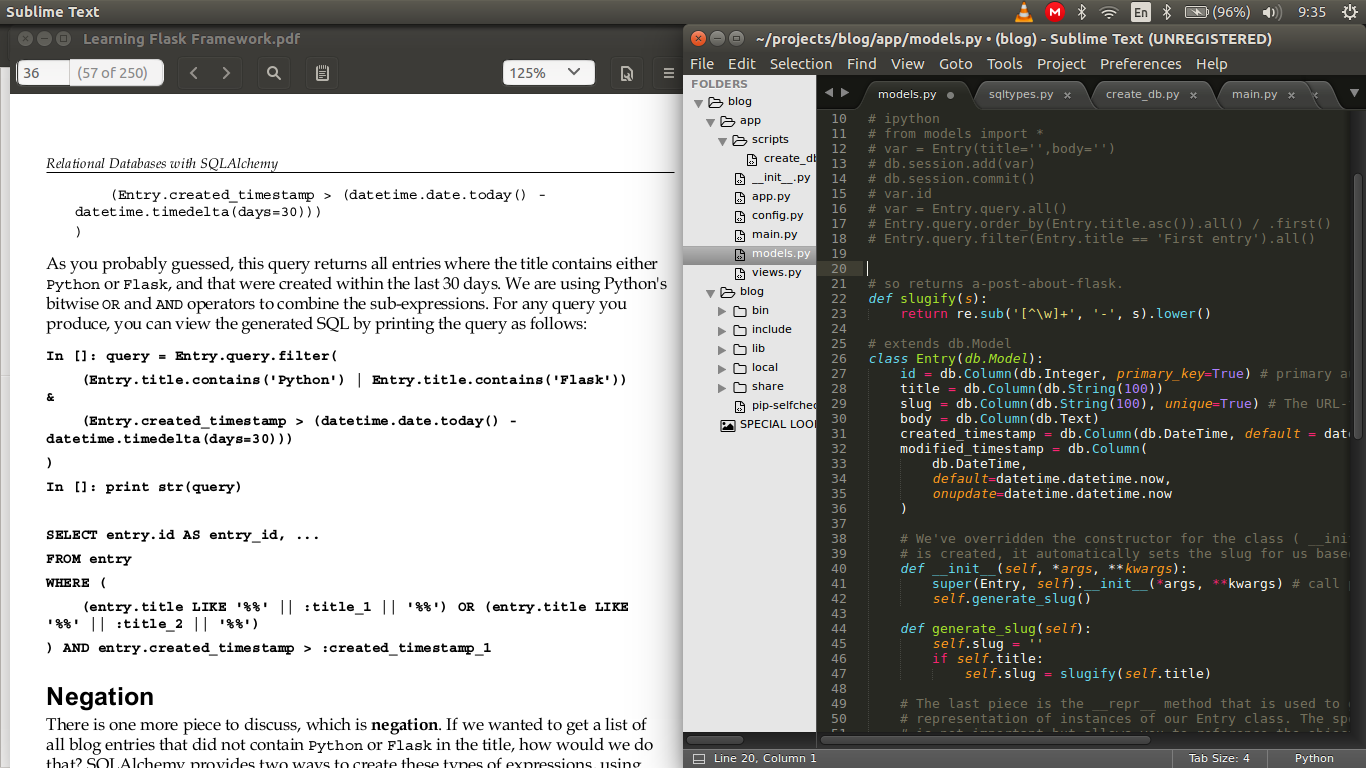 Sublime Text
En
(96%)
9:35
Learning Flask Framework.pdf
36 (57 of 250)
125%
Relational Databases with SQLAlchemy
(Entry.created_timestamp > (datetime.date.today() -
datetime.timedelta(days=30)))
)
As you probably guessed, this query returns all entries where the title contains either
Python or Flask, and that were created within the last 30 days. We are using Python's
bitwise OR and AND operators to combine the sub-expressions. For any query you
produce, you can view the generated SQL by printing the query as follows:
In []: query = Entry.query.filter(
(Entry.title.contains('Python') | Entry.title.contains('Flask'))
&
(Entry.created_timestamp > (datetime.date.today() -
datetime.timedelta(days=30)))
)
In []: print str(query)
SELECT entry.id AS entry_id, ...
FROM entry
WHERE (
(entry.title LIKE '%%' || :title_1 || '%%') OR (entry.title LIKE
'%%' || :title_2 || '%%')
) AND entry.created_timestamp > :created_timestamp_1
Negation
There is one more piece to discuss, which is negation. If we wanted to get a list of
all blog entries that did not contain Python or Flask in the title, how would we do
that? SQLAlchemy provides two ways to create these types of expressions, using
~/projects/blog/app/models.py • (blog) - Sublime Text (UNREGISTERED)
File Edit Selection Find View Goto Tools Project Preferences Help
FOLDERS
blog
app
scripts
create_db
__init__.py
app.py
config.py
main.py
models.py
views.py
blog
bin
include
lib
local
share
pip-selfchec
SPECIAL LOO
models.py
sqltypes.py
create_db.py
main.py
10 # ipython
11 # from models import *
12 # var = Entry(title='',body='')
13 # db.session.add(var)
14 # db.session.commit()
15 # var.id
16 # var = Entry.query.all()
17 # Entry.query.order_by(Entry.title.asc()).all() / .first()
18 # Entry.query.filter(Entry.title == 'First entry').all()
19
20
21 # so returns a-post-about-flask.
22 def slugify(s):
23 return re.sub('[^\w]+', '-', s).lower()
24
25 # extends db.Model
26 class Entry(db.Model):
27 id = db.Column(db.Integer, primary_key=True) # primary a
28 title = db.Column(db.String(100))
29 slug = db.Column(db.String(100), unique=True) # The URL-
30 body = db.Column(db.Text)
31 created_timestamp = db.Column(db.DateTime, default = date
32 modified_timestamp = db.Column(
33 db.DateTime,
34 default=datetime.datetime.now,
35 onupdate=datetime.datetime.now
36 )
37
38 # We've overridden the constructor for the class ( __ini
39 # is created, it automatically sets the slug for us base
40 def __init__(self, *args, **kwargs):
41 super(Entry, self).__init__(*args, **kwargs) # call p
42 self.generate_slug()
43
44 def generate_slug(self):
45 self.slug = ''
46 if self.title:
47 self.slug = slugify(self.title)
48
49 # The last piece is the __repr__ method that is used to
50 # representation of instances of our Entry class. The sp
Line 20, Column 1
Tab Size: 4
Python